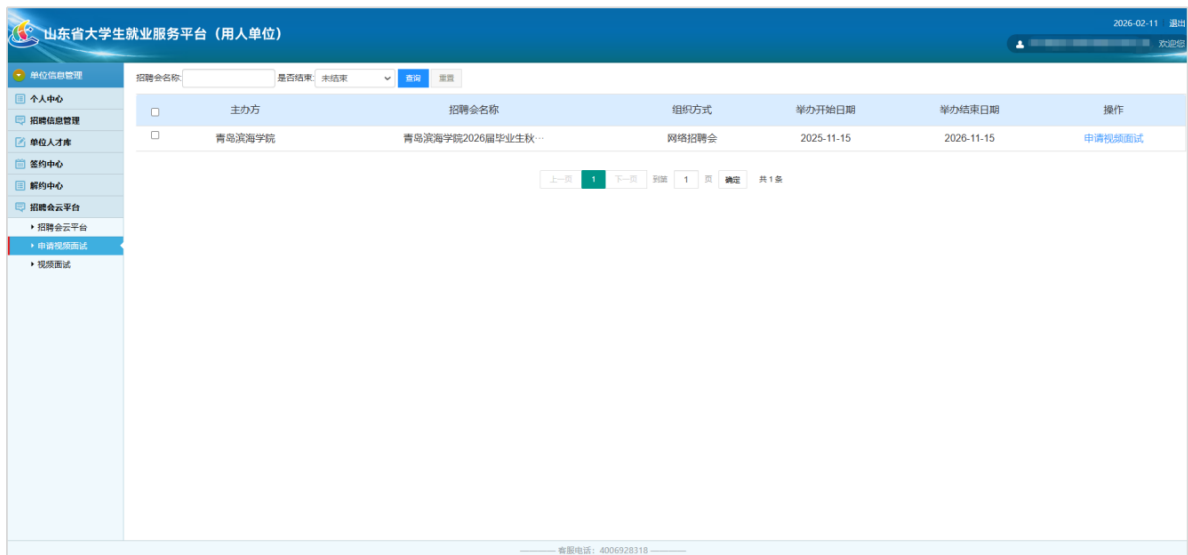 2026-02-11 退出
山东省大学生就业服务平台（用人单位）
欢迎您
单位信息管理
个人中心
招聘信息管理
单位人才库
签约中心
解约中心
招聘会云平台
招聘会云平台
申请视频面试
视频面试
招聘会名称: 是否结束: 未结束 查询 重置
主办方 招聘会名称 组织方式 举办开始日期 举办结束日期 操作
青岛滨海学院 青岛滨海学院2026届毕业生秋… 网络招聘会 2025-11-15 2026-11-15 申请视频面试
上一页 1 下一页 到第 1 页 确定 共1条
客服电话：4006928318